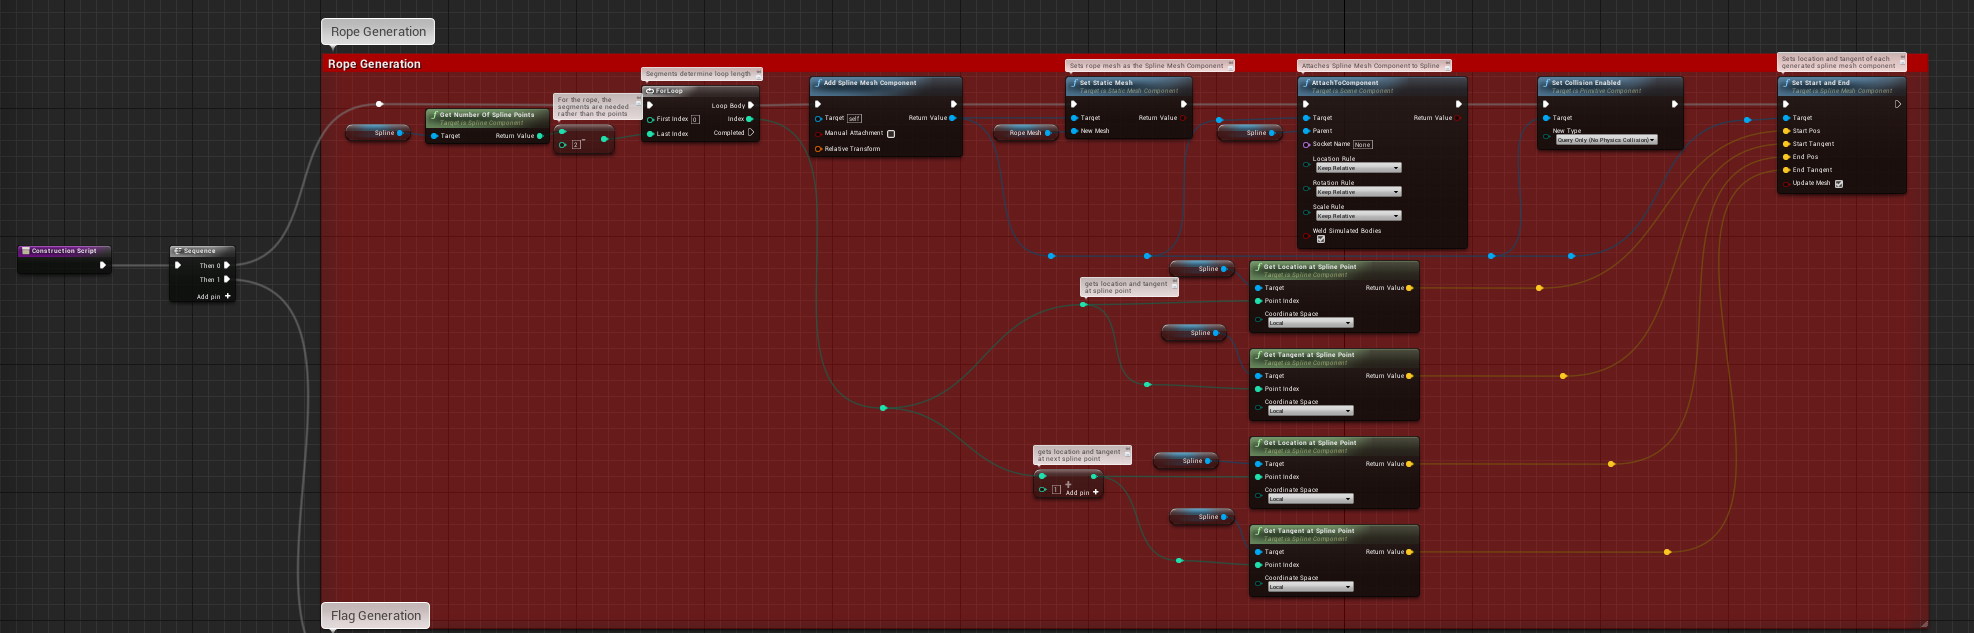 Rope Generation
Rope Generation
Construction Script
Sequence
Then 0
Then 1
Add pin
Spline
Get Number Of Spline Points
Target is Spline Component
Target
Return Value
For the rope, the
segments are needed
rather than the points
2
Segments determine loop length
ForLoop
Loop Body
First Index 0
Index
Last Index
Completed
Add Spline Mesh Component
Target self
Return Value
Manual Attachment
Relative Transform
Rope Mesh
Sets rope mesh as the Spline Mesh Component
Set Static Mesh
Target is Static Mesh Component
Target
Return Value
New Mesh
Spline
Attaches Spline Mesh Component to Spline
AttachToComponent
Target is Scene Component
Target
Return Value
Parent
Socket Name None
Location Rule
Keep Relative
Rotation Rule
Keep Relative
Scale Rule
Keep Relative
Weld Simulated Bodies
Set Collision Enabled
Target is Primitive Component
Target
New Type
Query Only (No Physics Collision)
Sets location and tangent of each
generated spline mesh component
Set Start and End
Target is Spline Mesh Component
Target
Start Pos
Start Tangent
End Pos
End Tangent
Update Mesh
gets location and tangent
at spline point
Spline
Get Location at Spline Point
Target is Spline Component
Target
Return Value
Point Index
Coordinate Space
Local
Spline
Get Tangent at Spline Point
Target is Spline Component
Target
Return Value
Point Index
Coordinate Space
Local
gets location and tangent
at next spline point
1
Add pin
Spline
Get Location at Spline Point
Target is Spline Component
Target
Return Value
Point Index
Coordinate Space
Local
Spline
Get Tangent at Spline Point
Target is Spline Component
Target
Return Value
Point Index
Coordinate Space
Local
Flag Generation